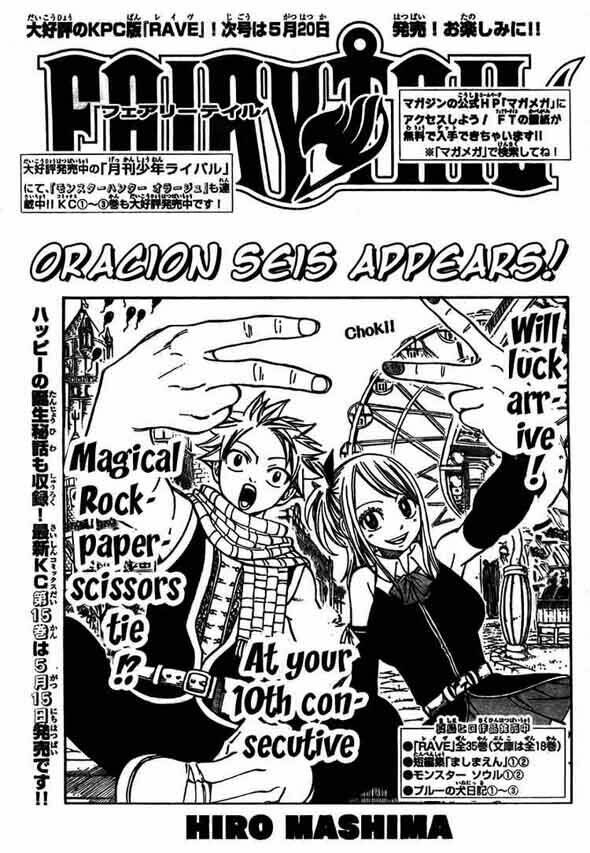 大好評のKPC版「RAVE」!次号は5月20日発売!お楽しみに!!
FAIRY TAIL
フェアリーテイル
マガジンの公式HP「マガメガ」に
アクセスしよう! FTの壁紙が
無料で入手できちゃいます!!
※「マガメガ」で検索してね!
大好評発売中の「月刊少年ライバル」
にて、『モンスターハンター オラージュ』も連
載中!! KC①~③巻も大好評発売中です!
ORACION SEIS APPEARS!
ハッピーの誕生秘話も収録!最新KC第15巻は5月15日発売です!!
Chok!!
Will
luck
arr-
ive!
Magical
Rock-
paper-
scissors
tie
!?
At your
10th con-
secutive
真島ヒロ作品発売中
●「RAVE」全35巻(文庫は全18巻)
●短編集「ましまえん」①②
●モンスター ソウル①②
●ブルーの犬日記①~③
HIRO MASHIMA